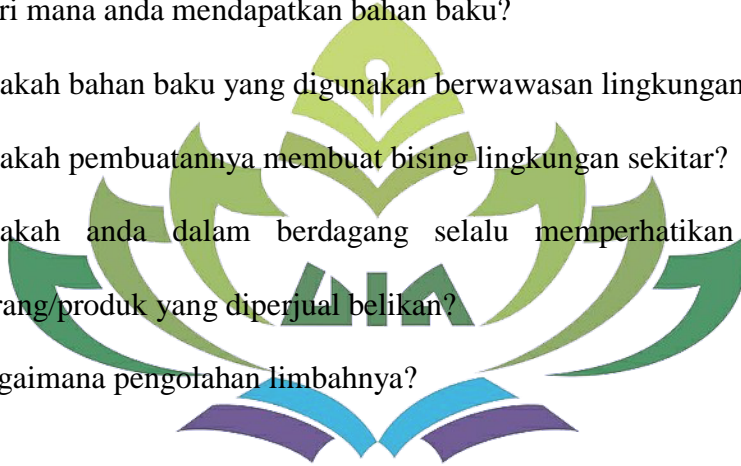 ri mana anda mendapatkan bahan baku?
akah bahan baku yang digunakan berwawasan lingkungan
akah pembuatannya membuat bising lingkungan sekitar?
akah anda dalam berdagang selalu memperhatikan
rang/produk yang diperjual belikan?
UIN
gaimana pengolahan limbahnya?